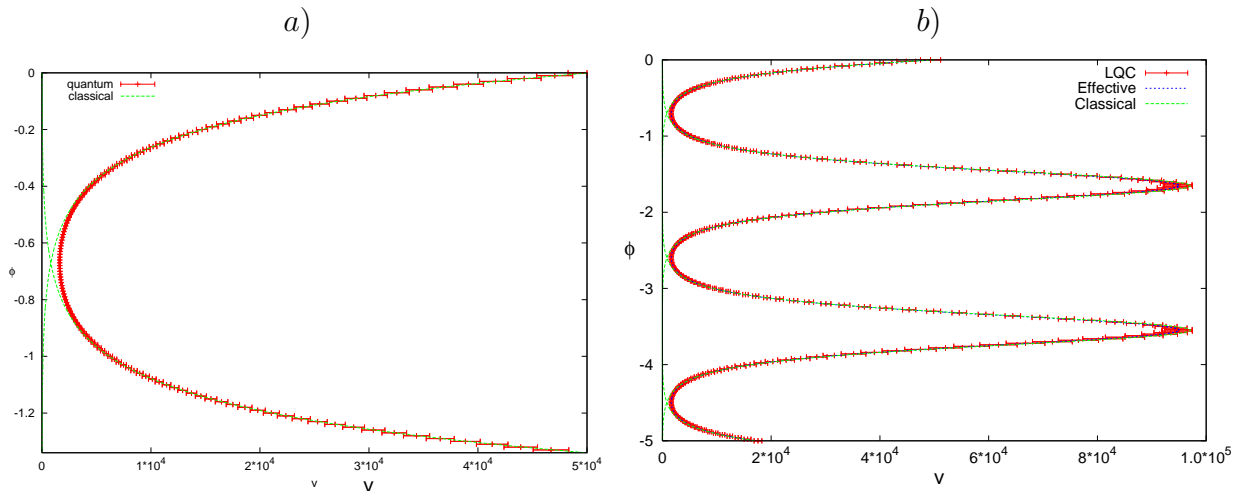 a)
quantum
classical
0
-0.2
-0.4
-0.6
-0.8
-1
-1.2
ϕ
0
1*10^4
2*10^4
3*10^4
4*10^4
5*10^4
v
v
b)
LQC
Effective
Classical
0
-1
-2
-3
-4
-5
ϕ
0
2*10^4
4*10^4
6*10^4
8*10^4
1.0*10^5
v